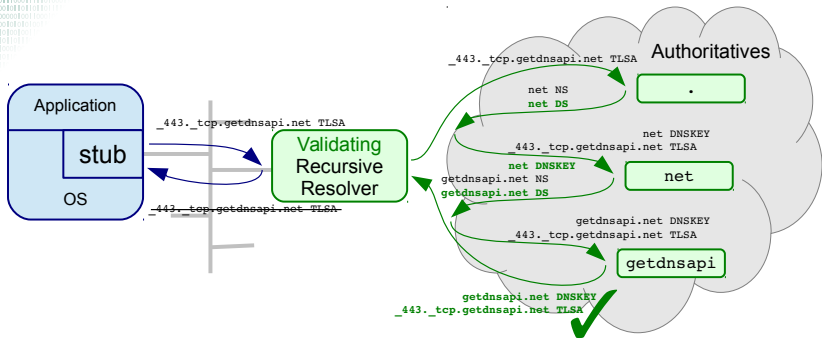 Authoritatives
_443._tcp.getdnsapi.net TLSA
.
net NS
net DS
Application
stub
OS
_443._tcp.getdnsapi.net TLSA
Validating
Recursive
Resolver
_443._tcp.getdnsapi.net TLSA
net DNSKEY
_443._tcp.getdnsapi.net TLSA
net
net DNSKEY
getdnsapi.net NS
getdnsapi.net DS
getdnsapi.net DNSKEY
_443._tcp.getdnsapi.net TLSA
getdnsapi
getdnsapi.net DNSKEY
_443._tcp.getdnsapi.net TLSA